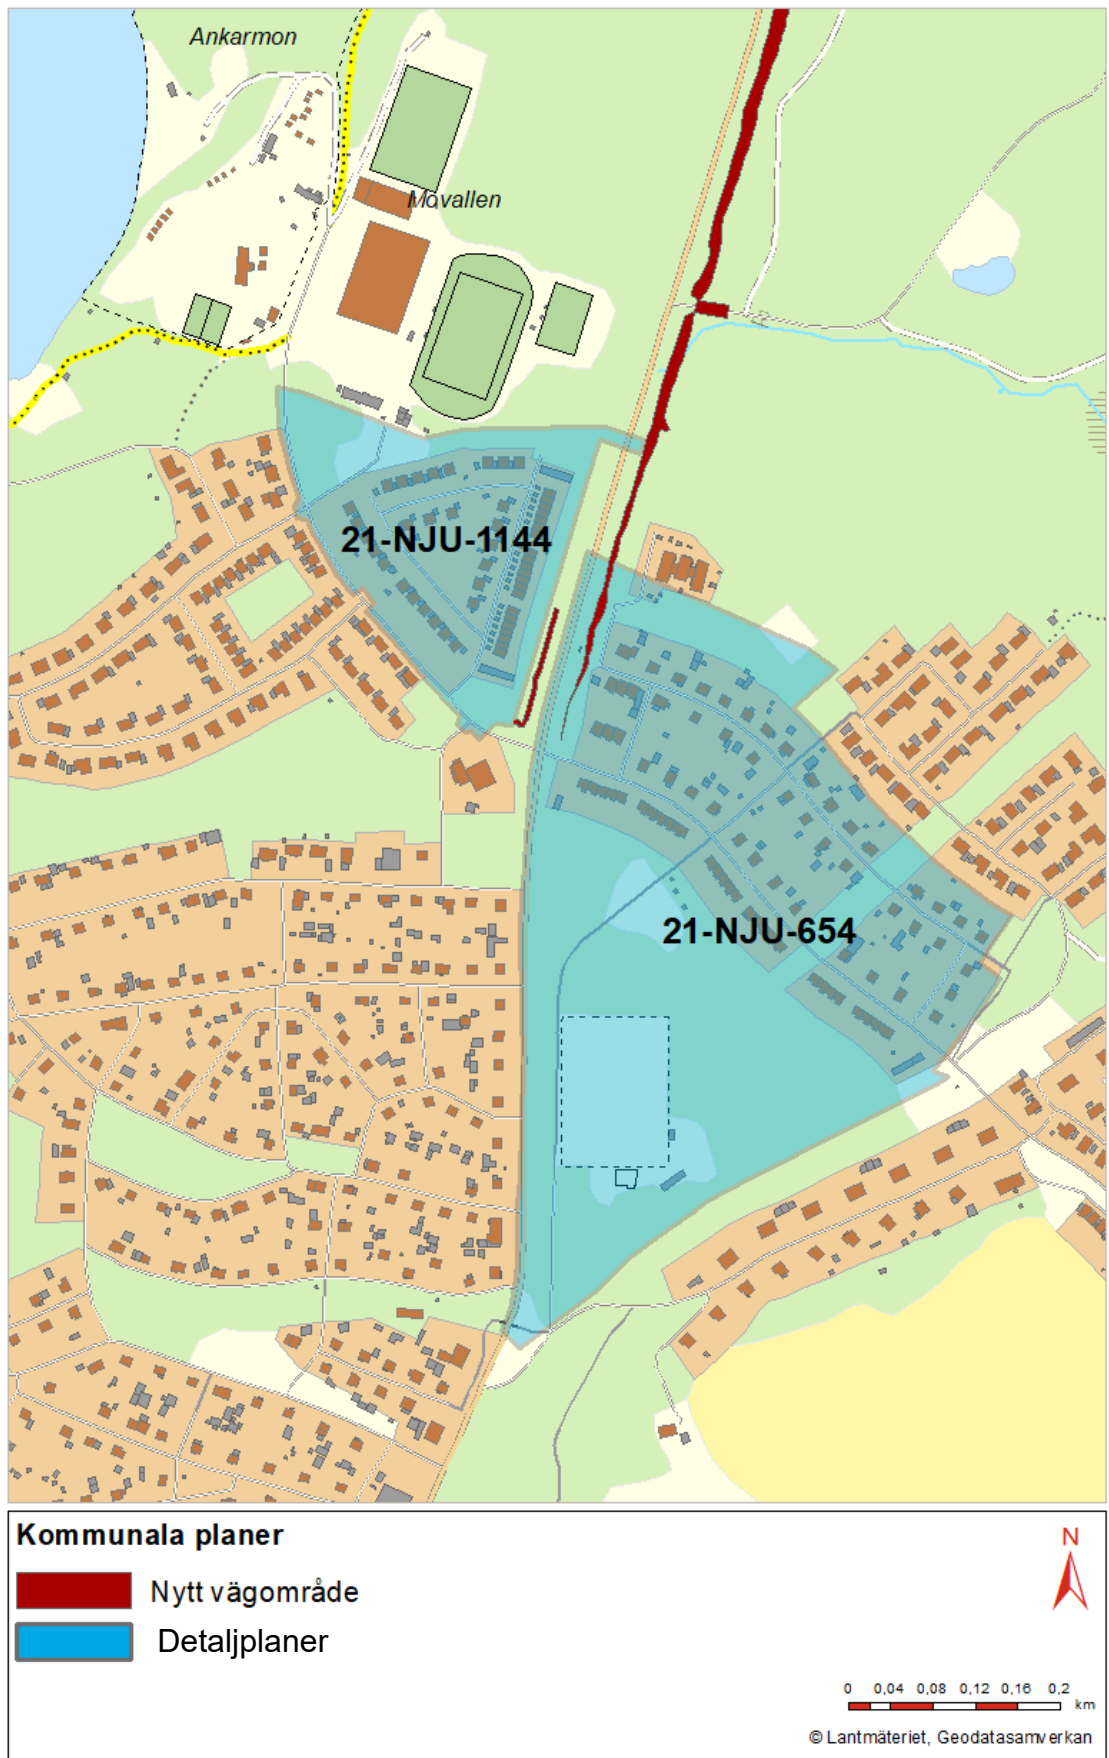 Ankarmon
Movallen
21-NJU-1144
21-NJU-654
Kommunala planer
Nytt vägområde
Detaljplaner
N
0 0,04 0,08 0,12 0,16 0,2
km
© Lantmäteriet, Geodatasamverkan